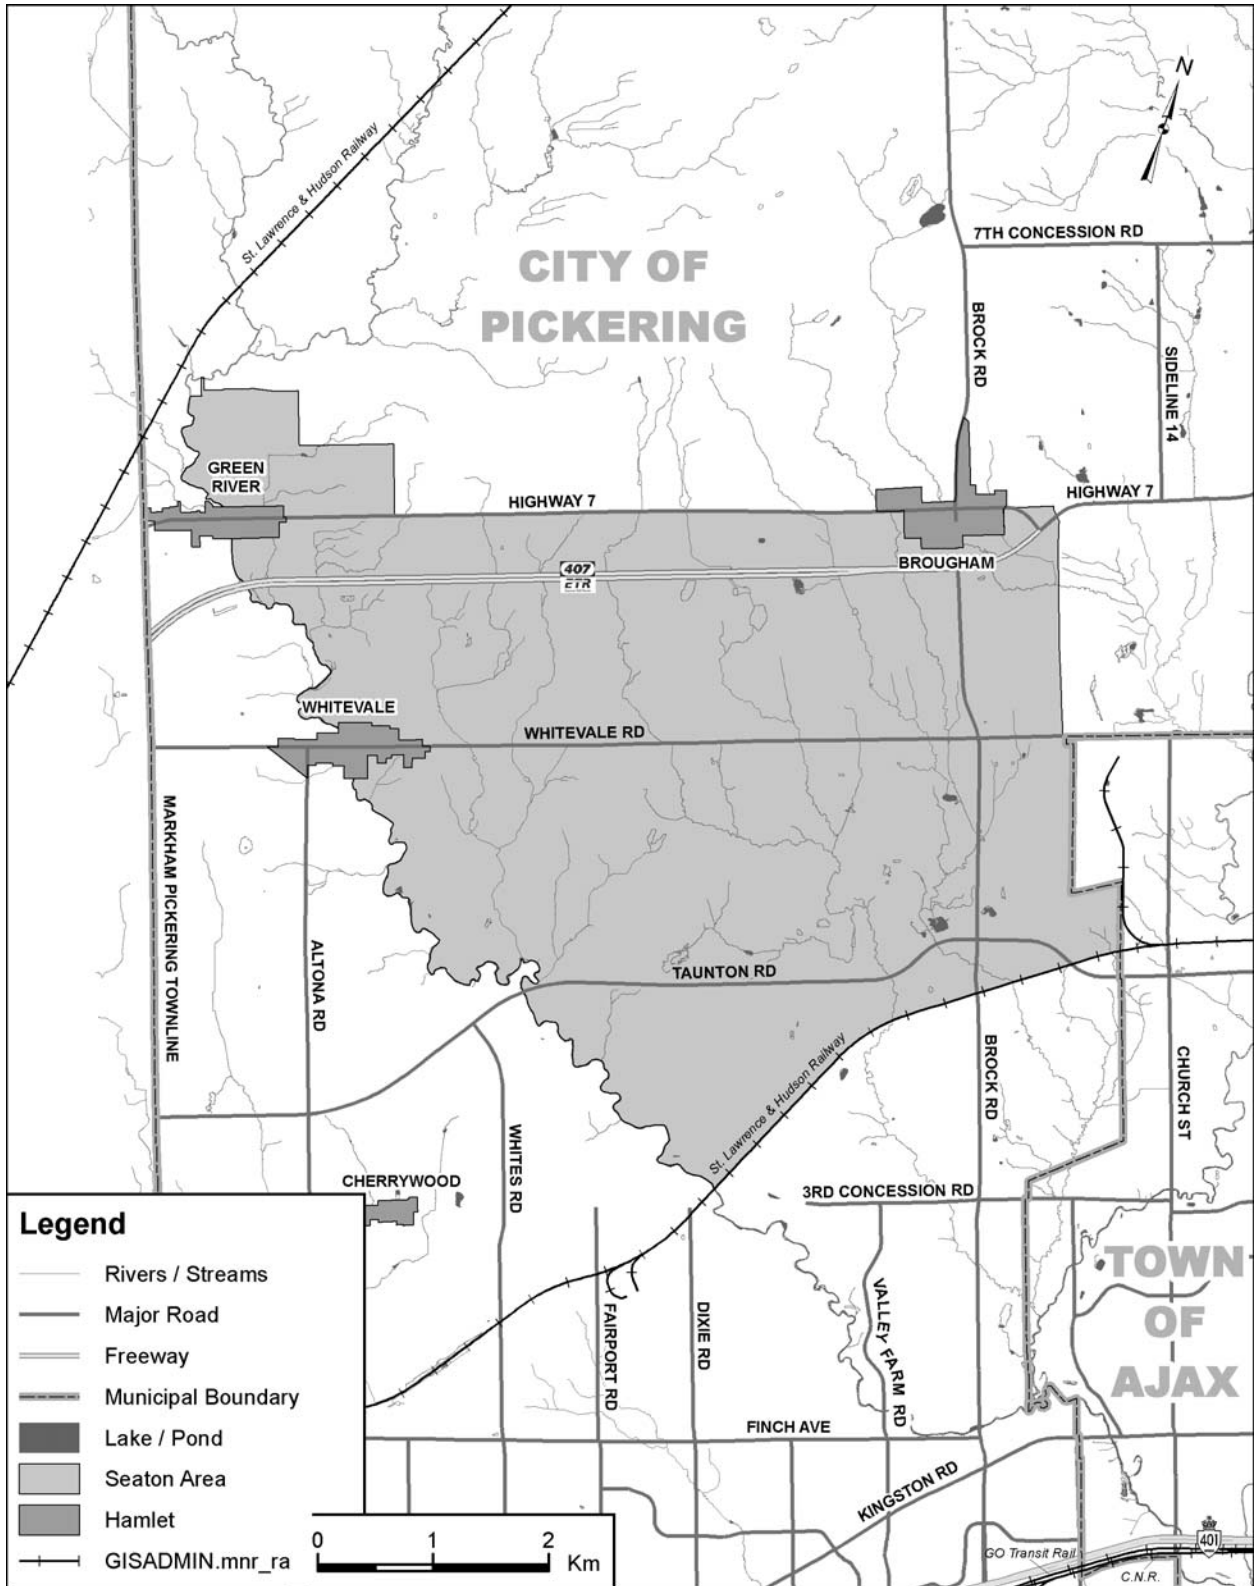 N
St. Lawrence & Hudson Railway
7TH CONCESSION RD
CITY OF
PICKERING
BROCK RD
SIDELINE 14
GREEN
RIVER
HIGHWAY 7
HIGHWAY 7
BROUGHAM
407
ETR
WHITEVALE
WHITEVALE RD
MARKHAM PICKERING TOWNLINE
ALTONA RD
TAUNTON RD
St. Lawrence & Hudson Railway
BROCK RD
CHURCH ST
WHITES RD
CHERRYWOOD
3RD CONCESSION RD
TOWN
OF
AJAX
VALLEY FARM RD
FAIRPORT RD
DIXIE RD
FINCH AVE
KINGSTON RD
401
GO Transit Rail
C.N.R.
Legend
Rivers / Streams
Major Road
Freeway
Municipal Boundary
Lake / Pond
Seaton Area
Hamlet
GISADMIN.mnr_ra
0 1 2
Km